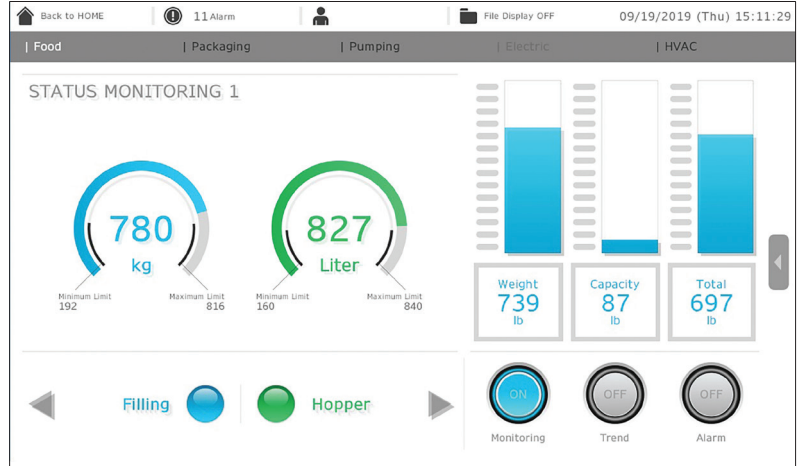 Back to HOME
11 Alarm
File Display OFF
09/19/2019 (Thu) 15:11:29
| Food
| Packaging
| Pumping
| Electric
| HVAC
STATUS MONITORING 1
780
kg
Minimum Limit
192
Maximum Limit
816
827
Liter
Minimum Limit
160
Maximum Limit
840
Weight
739
lb
Capacity
87
lb
Total
697
lb
Filling
Hopper
ON
Monitoring
OFF
Trend
OFF
Alarm